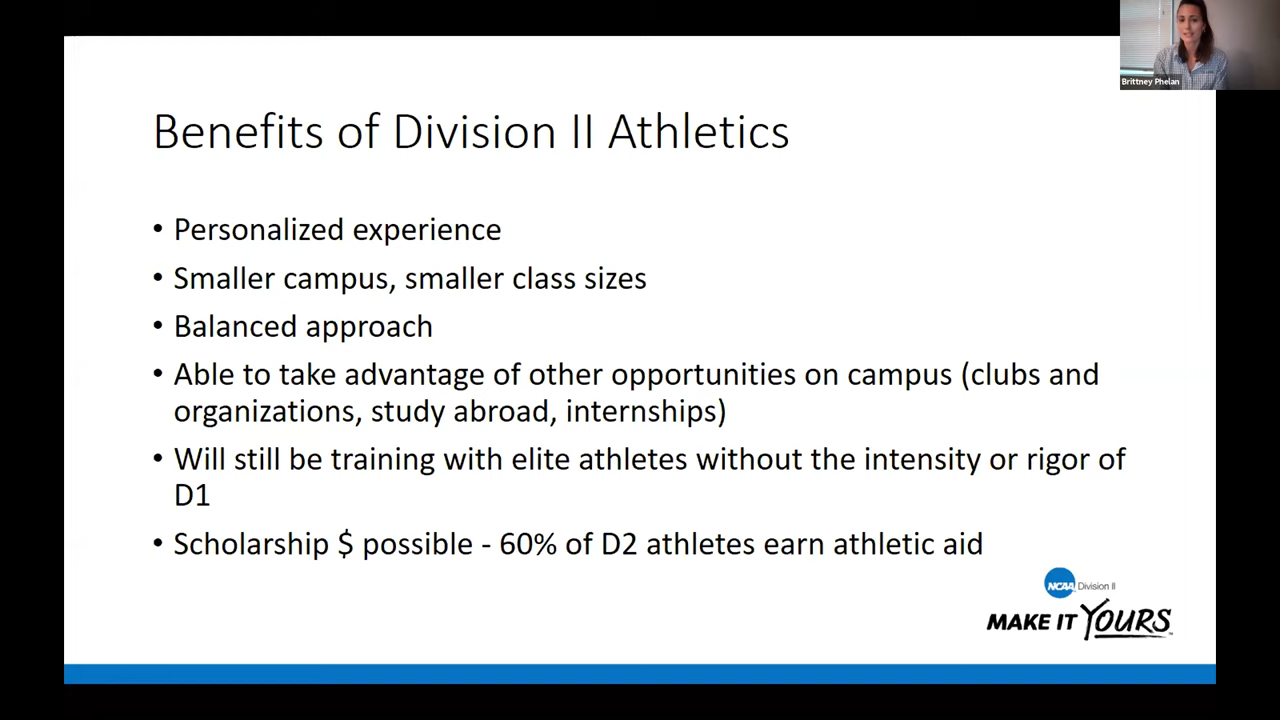 Brittney Phelan
Benefits of Division II Athletics
• Personalized experience
• Smaller campus, smaller class sizes
• Balanced approach
• Able to take advantage of other opportunities on campus (clubs and
organizations, study abroad, internships)
• Will still be training with elite athletes without the intensity or rigor of
D1
• Scholarship $ possible - 60% of D2 athletes earn athletic aid
NCAA Division II
MAKE IT YOURS™